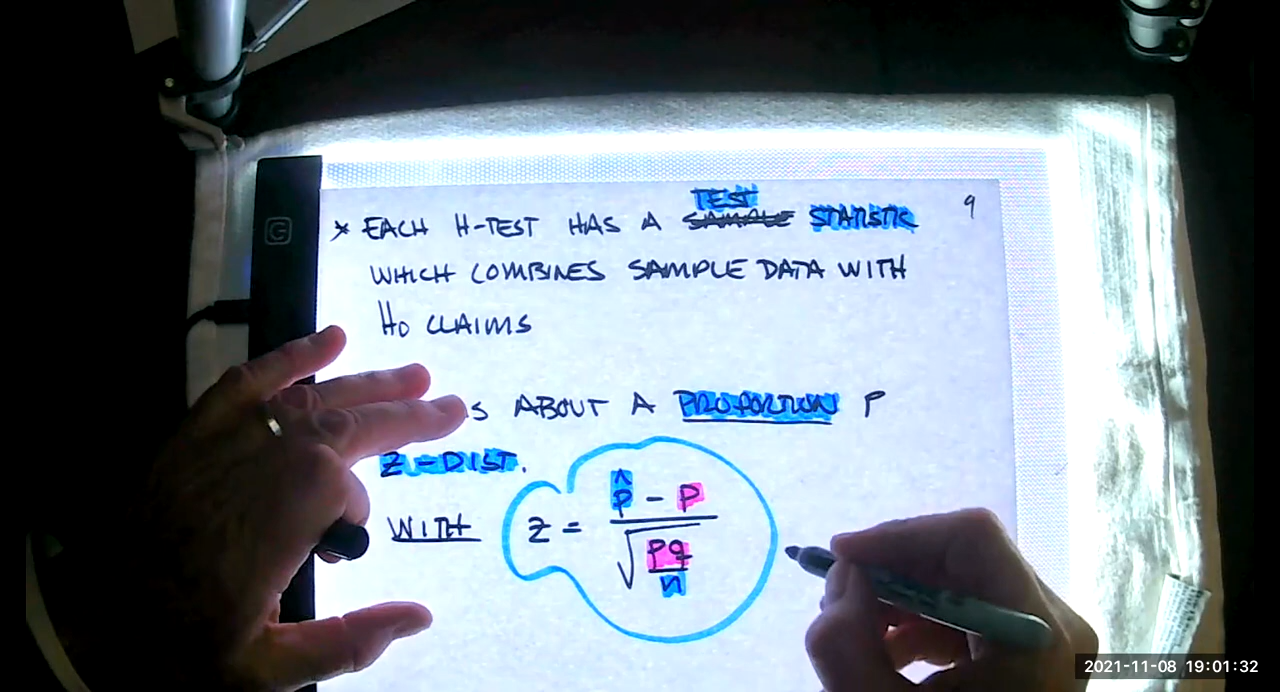 9
TEST
* EACH H-TEST HAS A SAMPLE STATISTIC
WHICH COMBINES SAMPLE DATA WITH
H0 CLAIMS
S ABOUT A PROPORTION P
Z-DIST.
WITH z = (p̂ - p) / √(pq/n)
2021-11-08 19:01:32